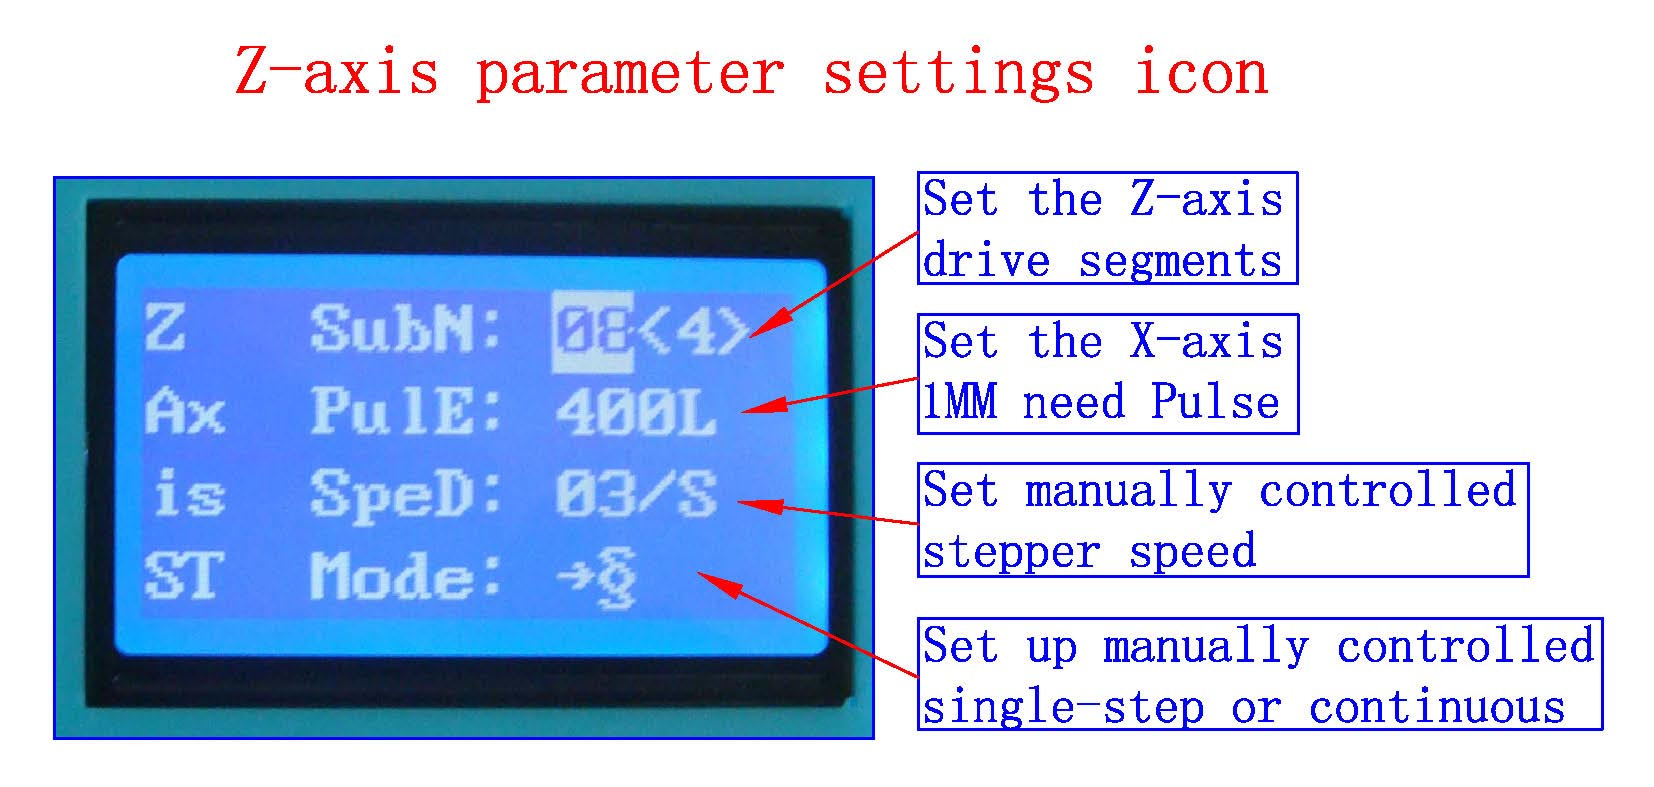 Z-axis parameter settings icon
Z SubN: 08<4>
Ax PulE: 400L
is SpeD: 03/S
ST Mode: →§
Set the Z-axis
drive segments
Set the X-axis
1MM need Pulse
Set manually controlled
stepper speed
Set up manually controlled
single-step or continuous